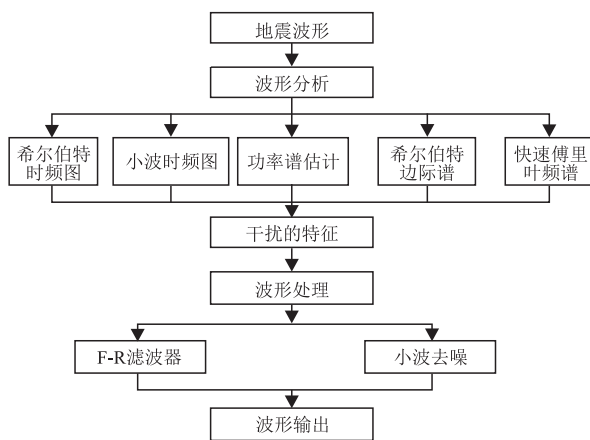 地震波形
波形分析
希尔伯特
时频图
小波时频图
功率谱估计
希尔伯特
边际谱
快速傅里
叶频谱
干扰的特征
波形处理
F-R滤波器
小波去噪
波形输出